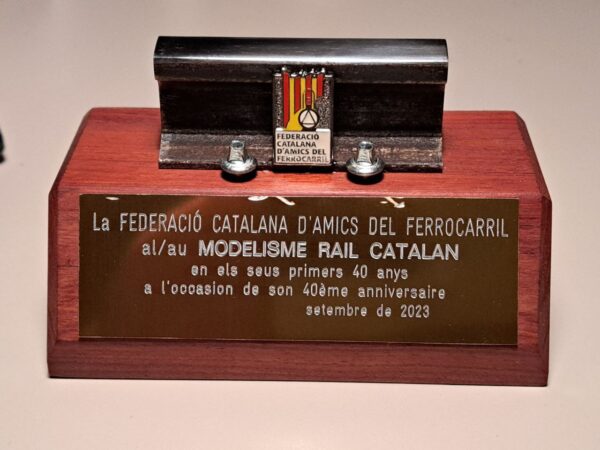 FEDERACIÓ
CATALANA
D'AMICS DEL
FERROCARRIL
La FEDERACIÓ CATALANA D'AMICS DEL FERROCARRIL
al/au MODELISME RAIL CATALAN
en els seus primers 40 anys
a l'occasion de son 40ème anniversaire
setembre de 2023